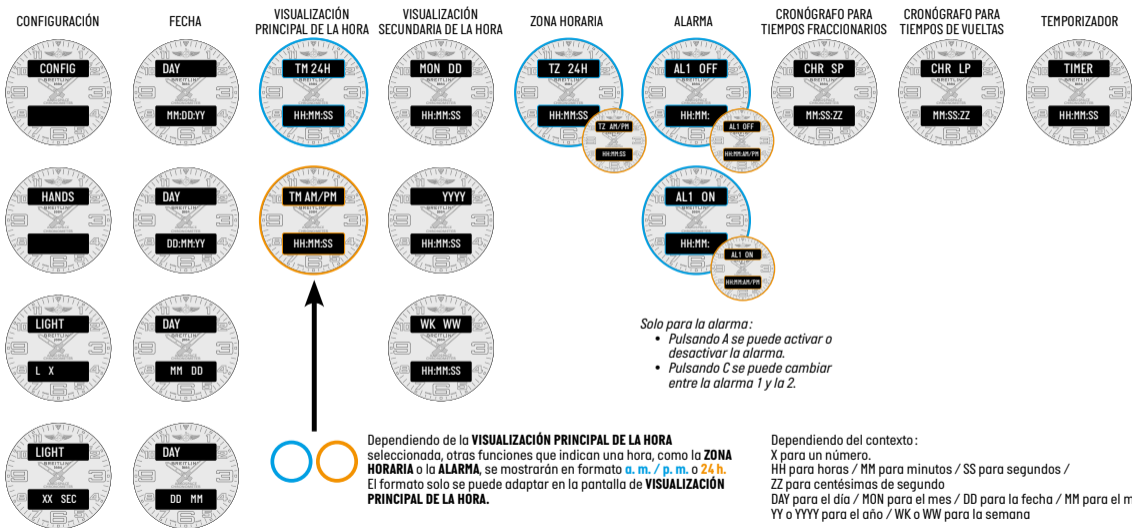 CONFIGURACIÓN
FECHA
VISUALIZACIÓN
PRINCIPAL DE LA HORA
VISUALIZACIÓN
SECUNDARIA DE LA HORA
ZONA HORARIA
ALARMA
CRONÓGRAFO PARA
TIEMPOS FRACCIONARIOS
CRONÓGRAFO PARA
TIEMPOS DE VUELTAS
TEMPORIZADOR
CONFIG
DAY
MM:DD:YY
TM 24H
HH:MM:SS
MON DD
HH:MM:SS
TZ 24H
HH:MM:SS
TZ AM/PM
HH:MM:SS
AL1 OFF
HH:MM:
AL1 OFF
HH:MM:AM/PM
CHR SP
MM:SS:ZZ
CHR LP
MM:SS:ZZ
TIMER
HH:MM:SS
HANDS
DAY
DD:MM:YY
TM AM/PM
HH:MM:SS
YYYY
HH:MM:SS
AL1 ON
HH:MM:
AL1 ON
HH:MM:AM/PM
LIGHT
L X
DAY
MM DD
WK WW
HH:MM:SS
Solo para la alarma:
• Pulsando A se puede activar o
desactivar la alarma.
• Pulsando C se puede cambiar
entre la alarma 1 y la 2.
LIGHT
XX SEC
DAY
DD MM
Dependiendo de la VISUALIZACIÓN PRINCIPAL DE LA HORA
seleccionada, otras funciones que indican una hora, como la ZONA
HORARIA o la ALARMA, se mostrarán en formato a. m. / p. m. o 24 h.
El formato solo se puede adaptar en la pantalla de VISUALIZACIÓN
PRINCIPAL DE LA HORA.
Dependiendo del contexto:
X para un número.
HH para horas / MM para minutos / SS para segundos /
ZZ para centésimas de segundo
DAY para el día / MON para el mes / DD para la fecha / MM para el m
YY o YYYY para el año / WK o WW para la semana